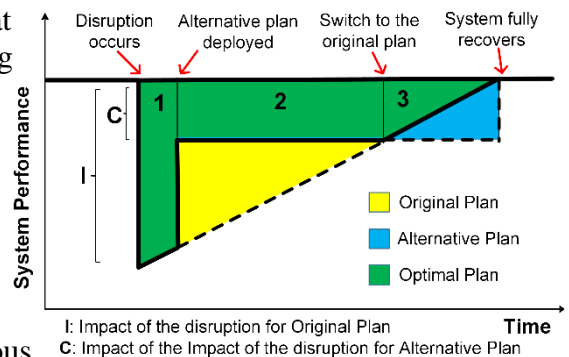 at
g
Disruption
occurs
Alternative plan
deployed
Switch to the
original plan
System fully
recovers
1
2
3
C
I
System Performance
Original Plan
Alternative Plan
Optimal Plan
Time
I: Impact of the disruption for Original Plan
ous
C: Impact of the Impact of the disruption for Alternative Plan